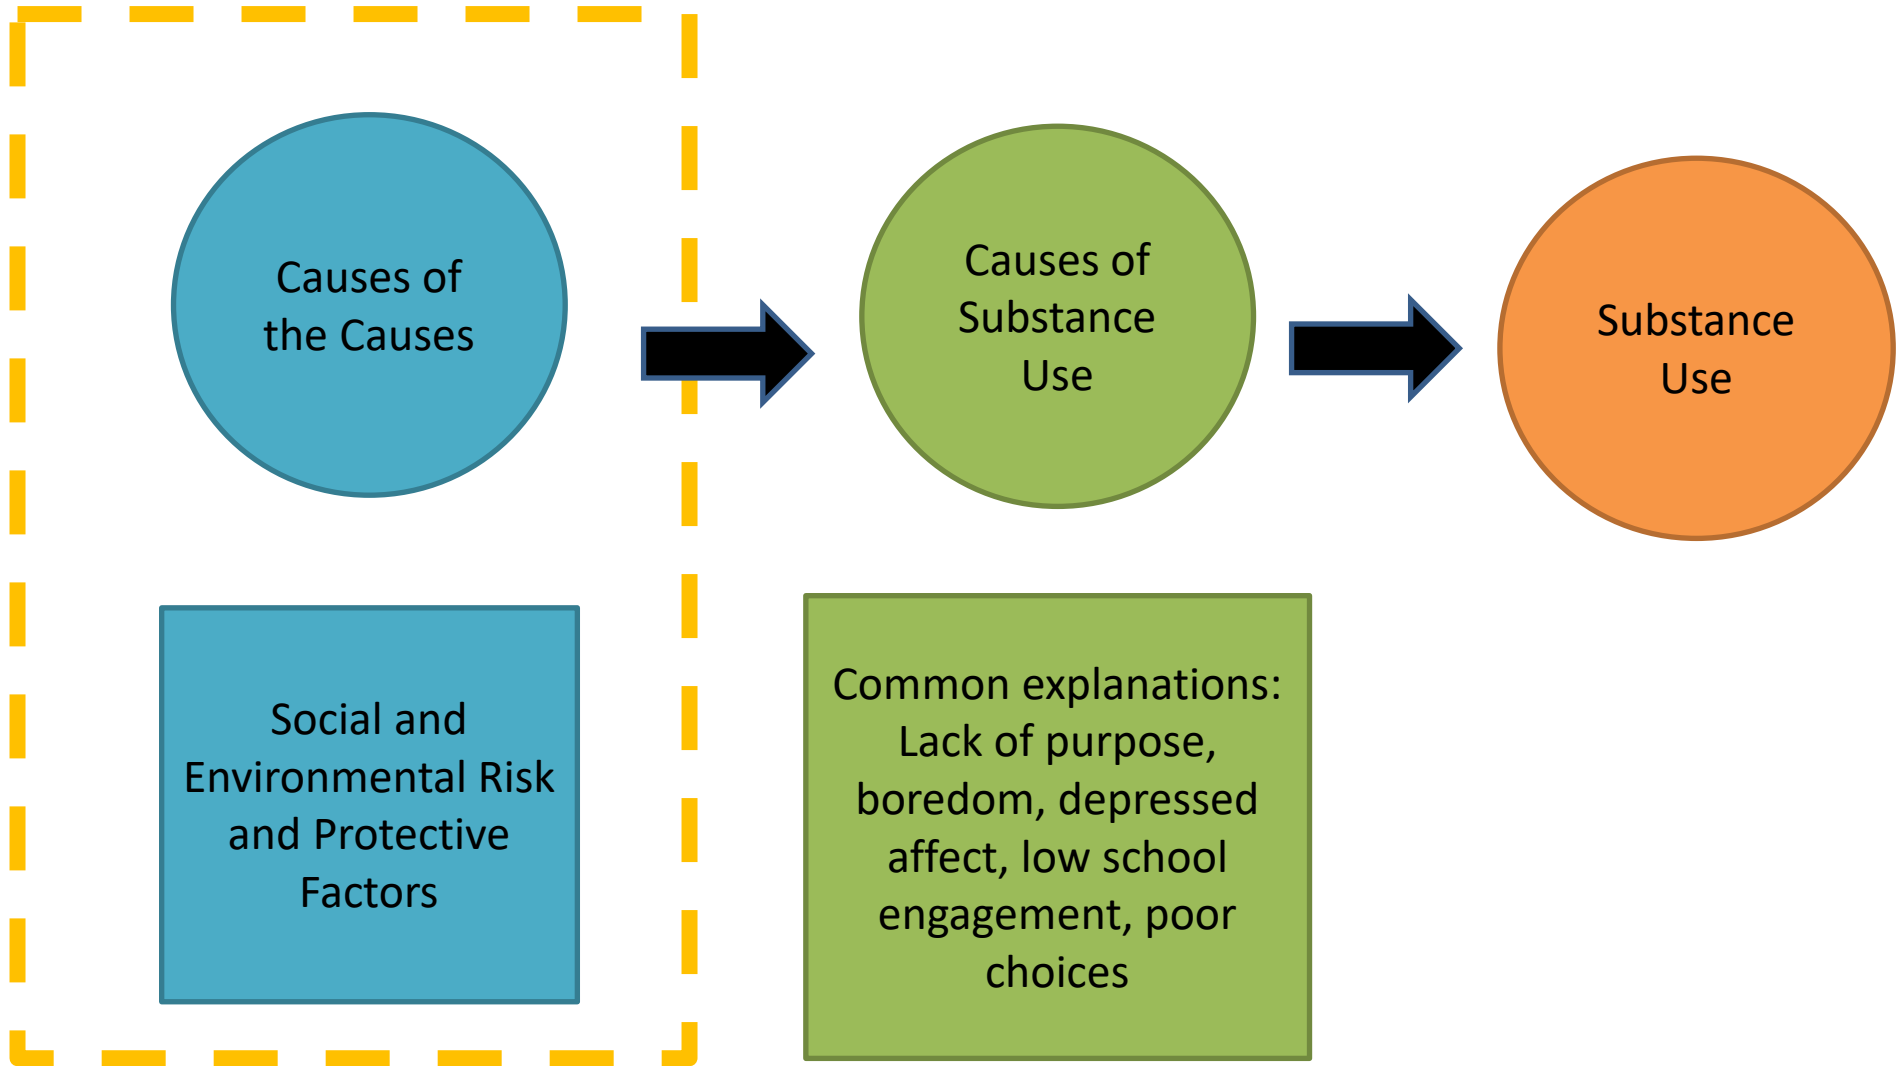 Causes of
the Causes
Causes of
Substance
Use
Substance
Use
Social and
Environmental Risk
and Protective
Factors
Common explanations:
Lack of purpose,
boredom, depressed
affect, low school
engagement, poor
choices